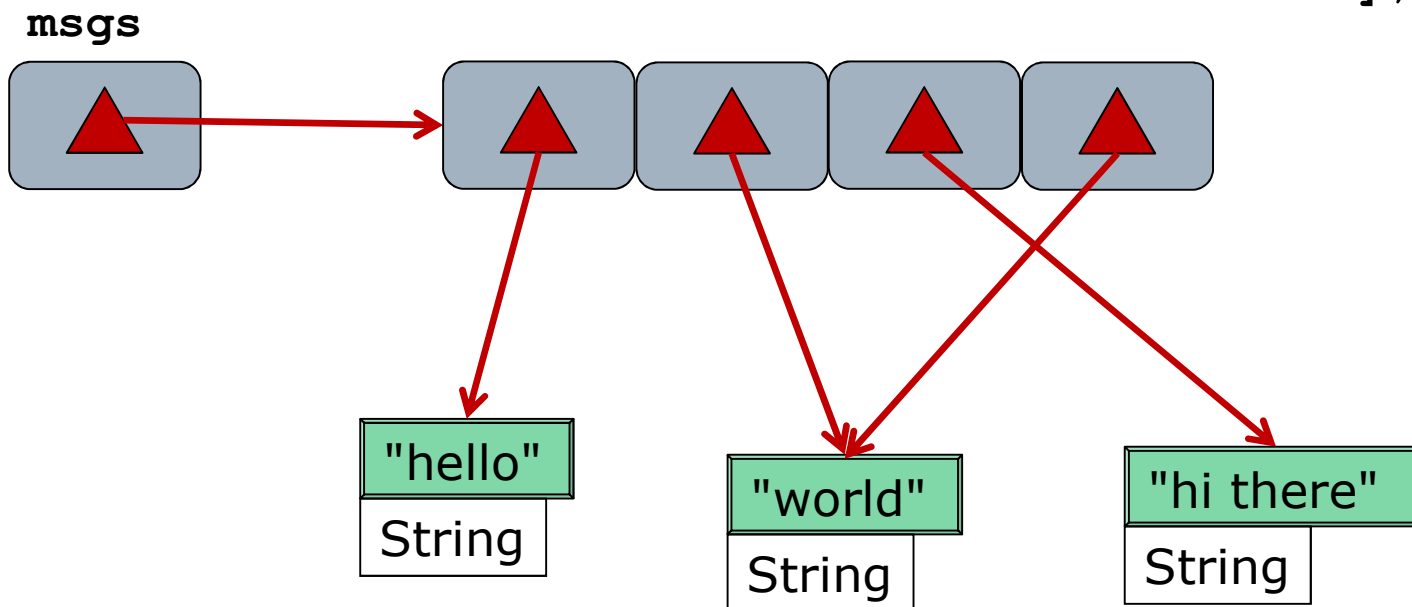 ];
msgs
"hello"
String
"world"
String
"hi there"
String